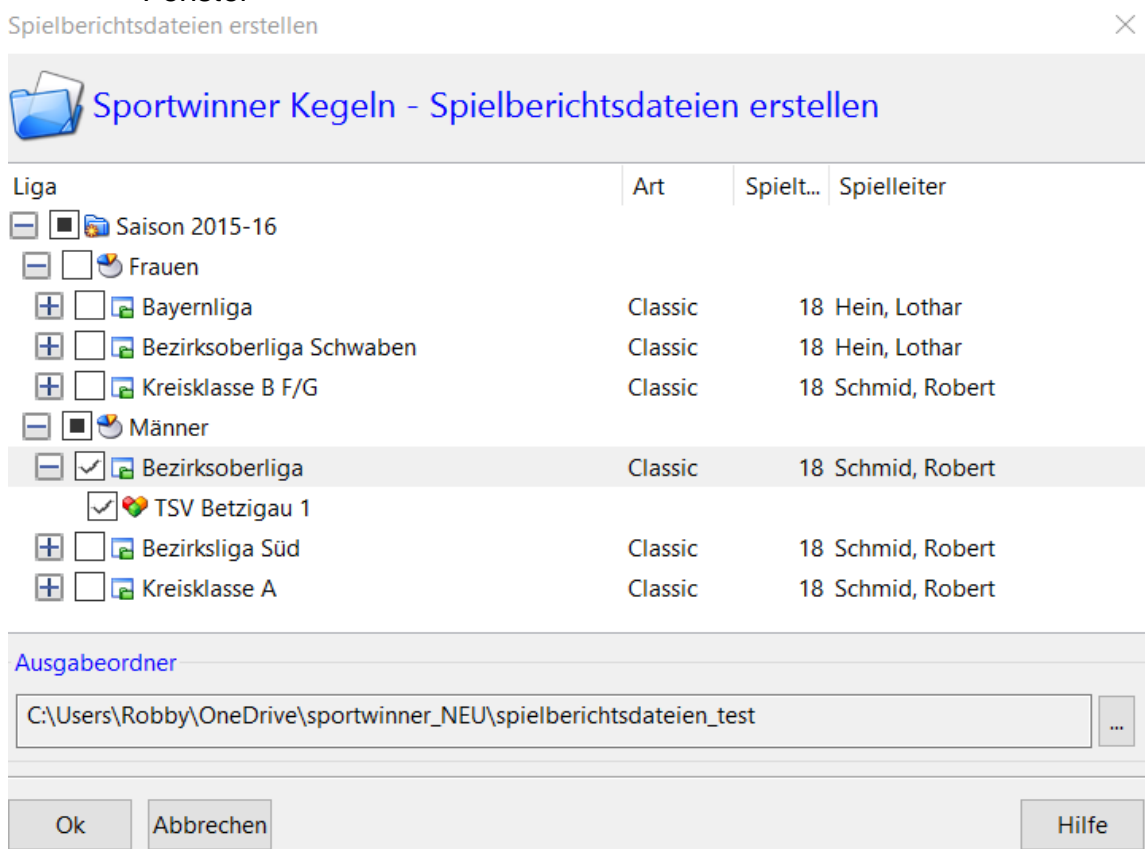 Spielberichtsdateien erstellen
Sportwinner Kegeln - Spielberichtsdateien erstellen
Liga Art Spielt... Spielleiter
Saison 2015-16
Frauen
Bayernliga Classic 18 Hein, Lothar
Bezirksoberliga Schwaben Classic 18 Hein, Lothar
Kreisklasse B F/G Classic 18 Schmid, Robert
Männer
Bezirksoberliga Classic 18 Schmid, Robert
TSV Betzigau 1
Bezirksliga Süd Classic 18 Schmid, Robert
Kreisklasse A Classic 18 Schmid, Robert
Ausgabeordner
C:\Users\Robby\OneDrive\sportwinner_NEU\spielberichtsdateien_test
...
Ok Abbrechen Hilfe